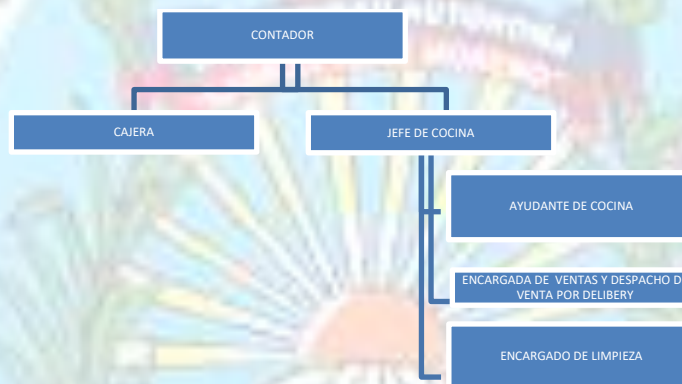 CONTADOR
CAJERA
JEFE DE COCINA
AYUDANTE DE COCINA
ENCARGADA DE VENTAS Y DESPACHO D
VENTA POR DELIBERY
ENCARGADO DE LIMPIEZA